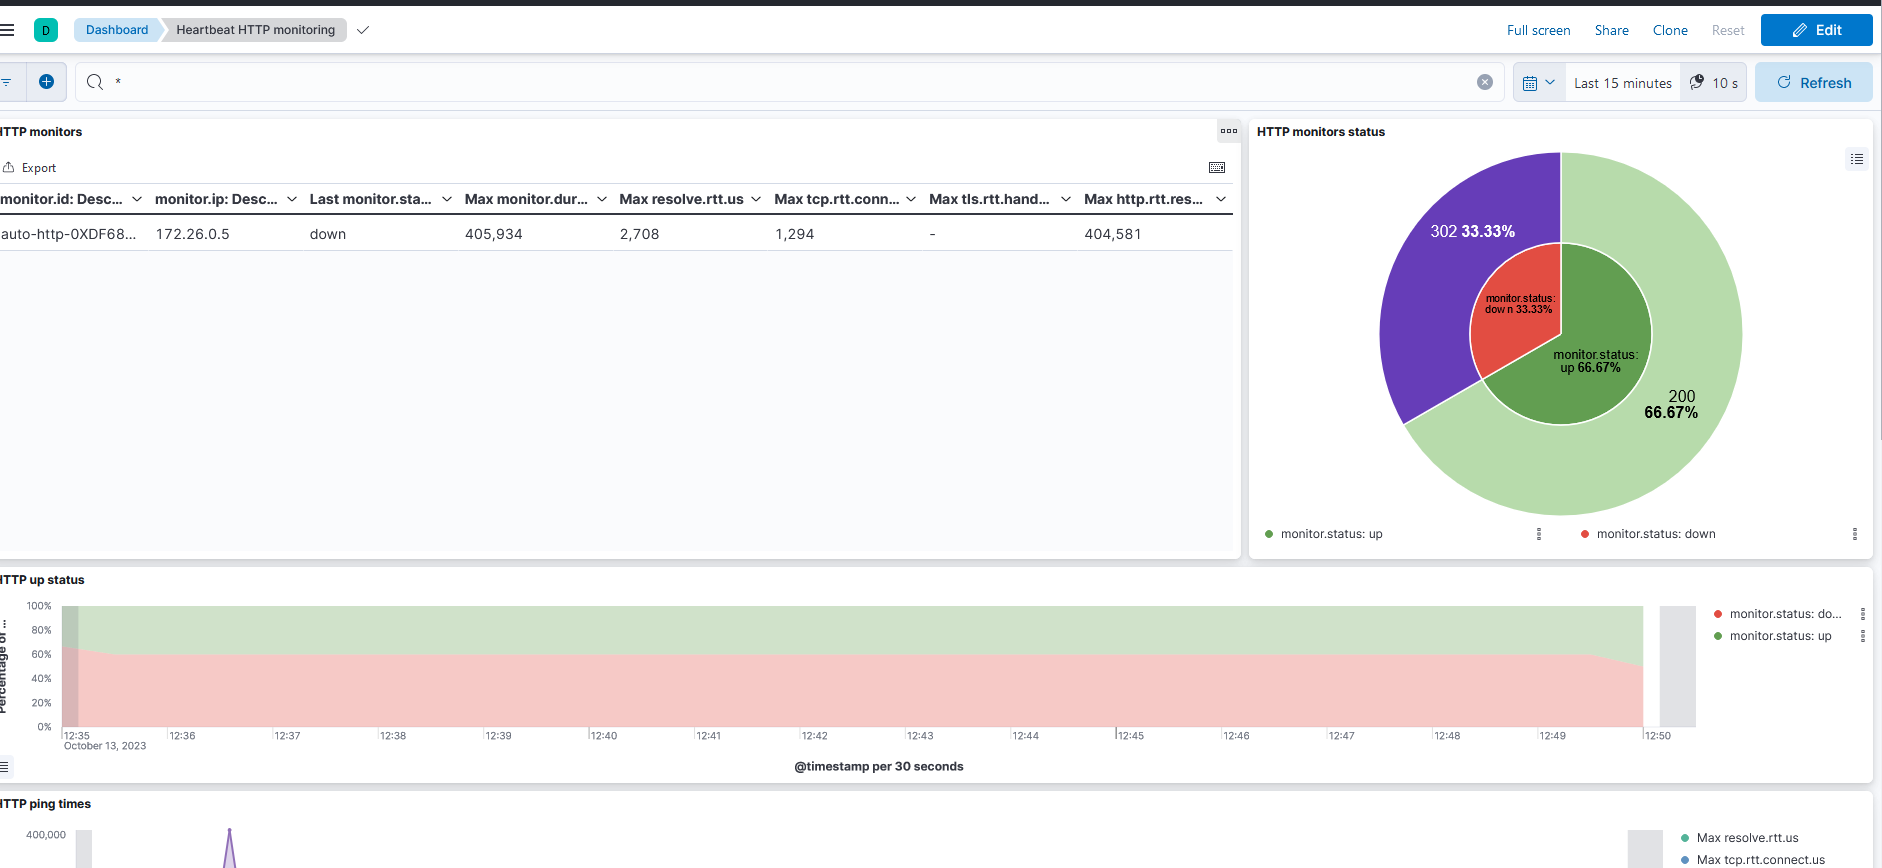 D Dashboard Heartbeat HTTP monitoring Full screen Share Clone Reset Edit
* Last 15 minutes 10 s Refresh
HTTP monitors
Export
monitor.id: Desc... monitor.ip: Desc... Last monitor.sta... Max monitor.dur... Max resolve.rtt.us Max tcp.rtt.conn... Max tls.rtt.hand... Max http.rtt.res...
auto-http-0XDF68... 172.26.0.5 down 405,934 2,708 1,294 - 404,581
HTTP monitors status
302 33.33%
monitor.status:
down 33.33%
monitor.status:
up 66.67%
200
66.67%
monitor.status: up monitor.status: down
HTTP up status
Percentage of ...
100%
80%
60%
40%
20%
0%
12:35 12:36 12:37 12:38 12:39 12:40 12:41 12:42 12:43 12:44 12:45 12:46 12:47 12:48 12:49 12:50
October 13, 2023
@timestamp per 30 seconds
monitor.status: do...
monitor.status: up
HTTP ping times
400,000
Max resolve.rtt.us
Max tcp.rtt.connect.us